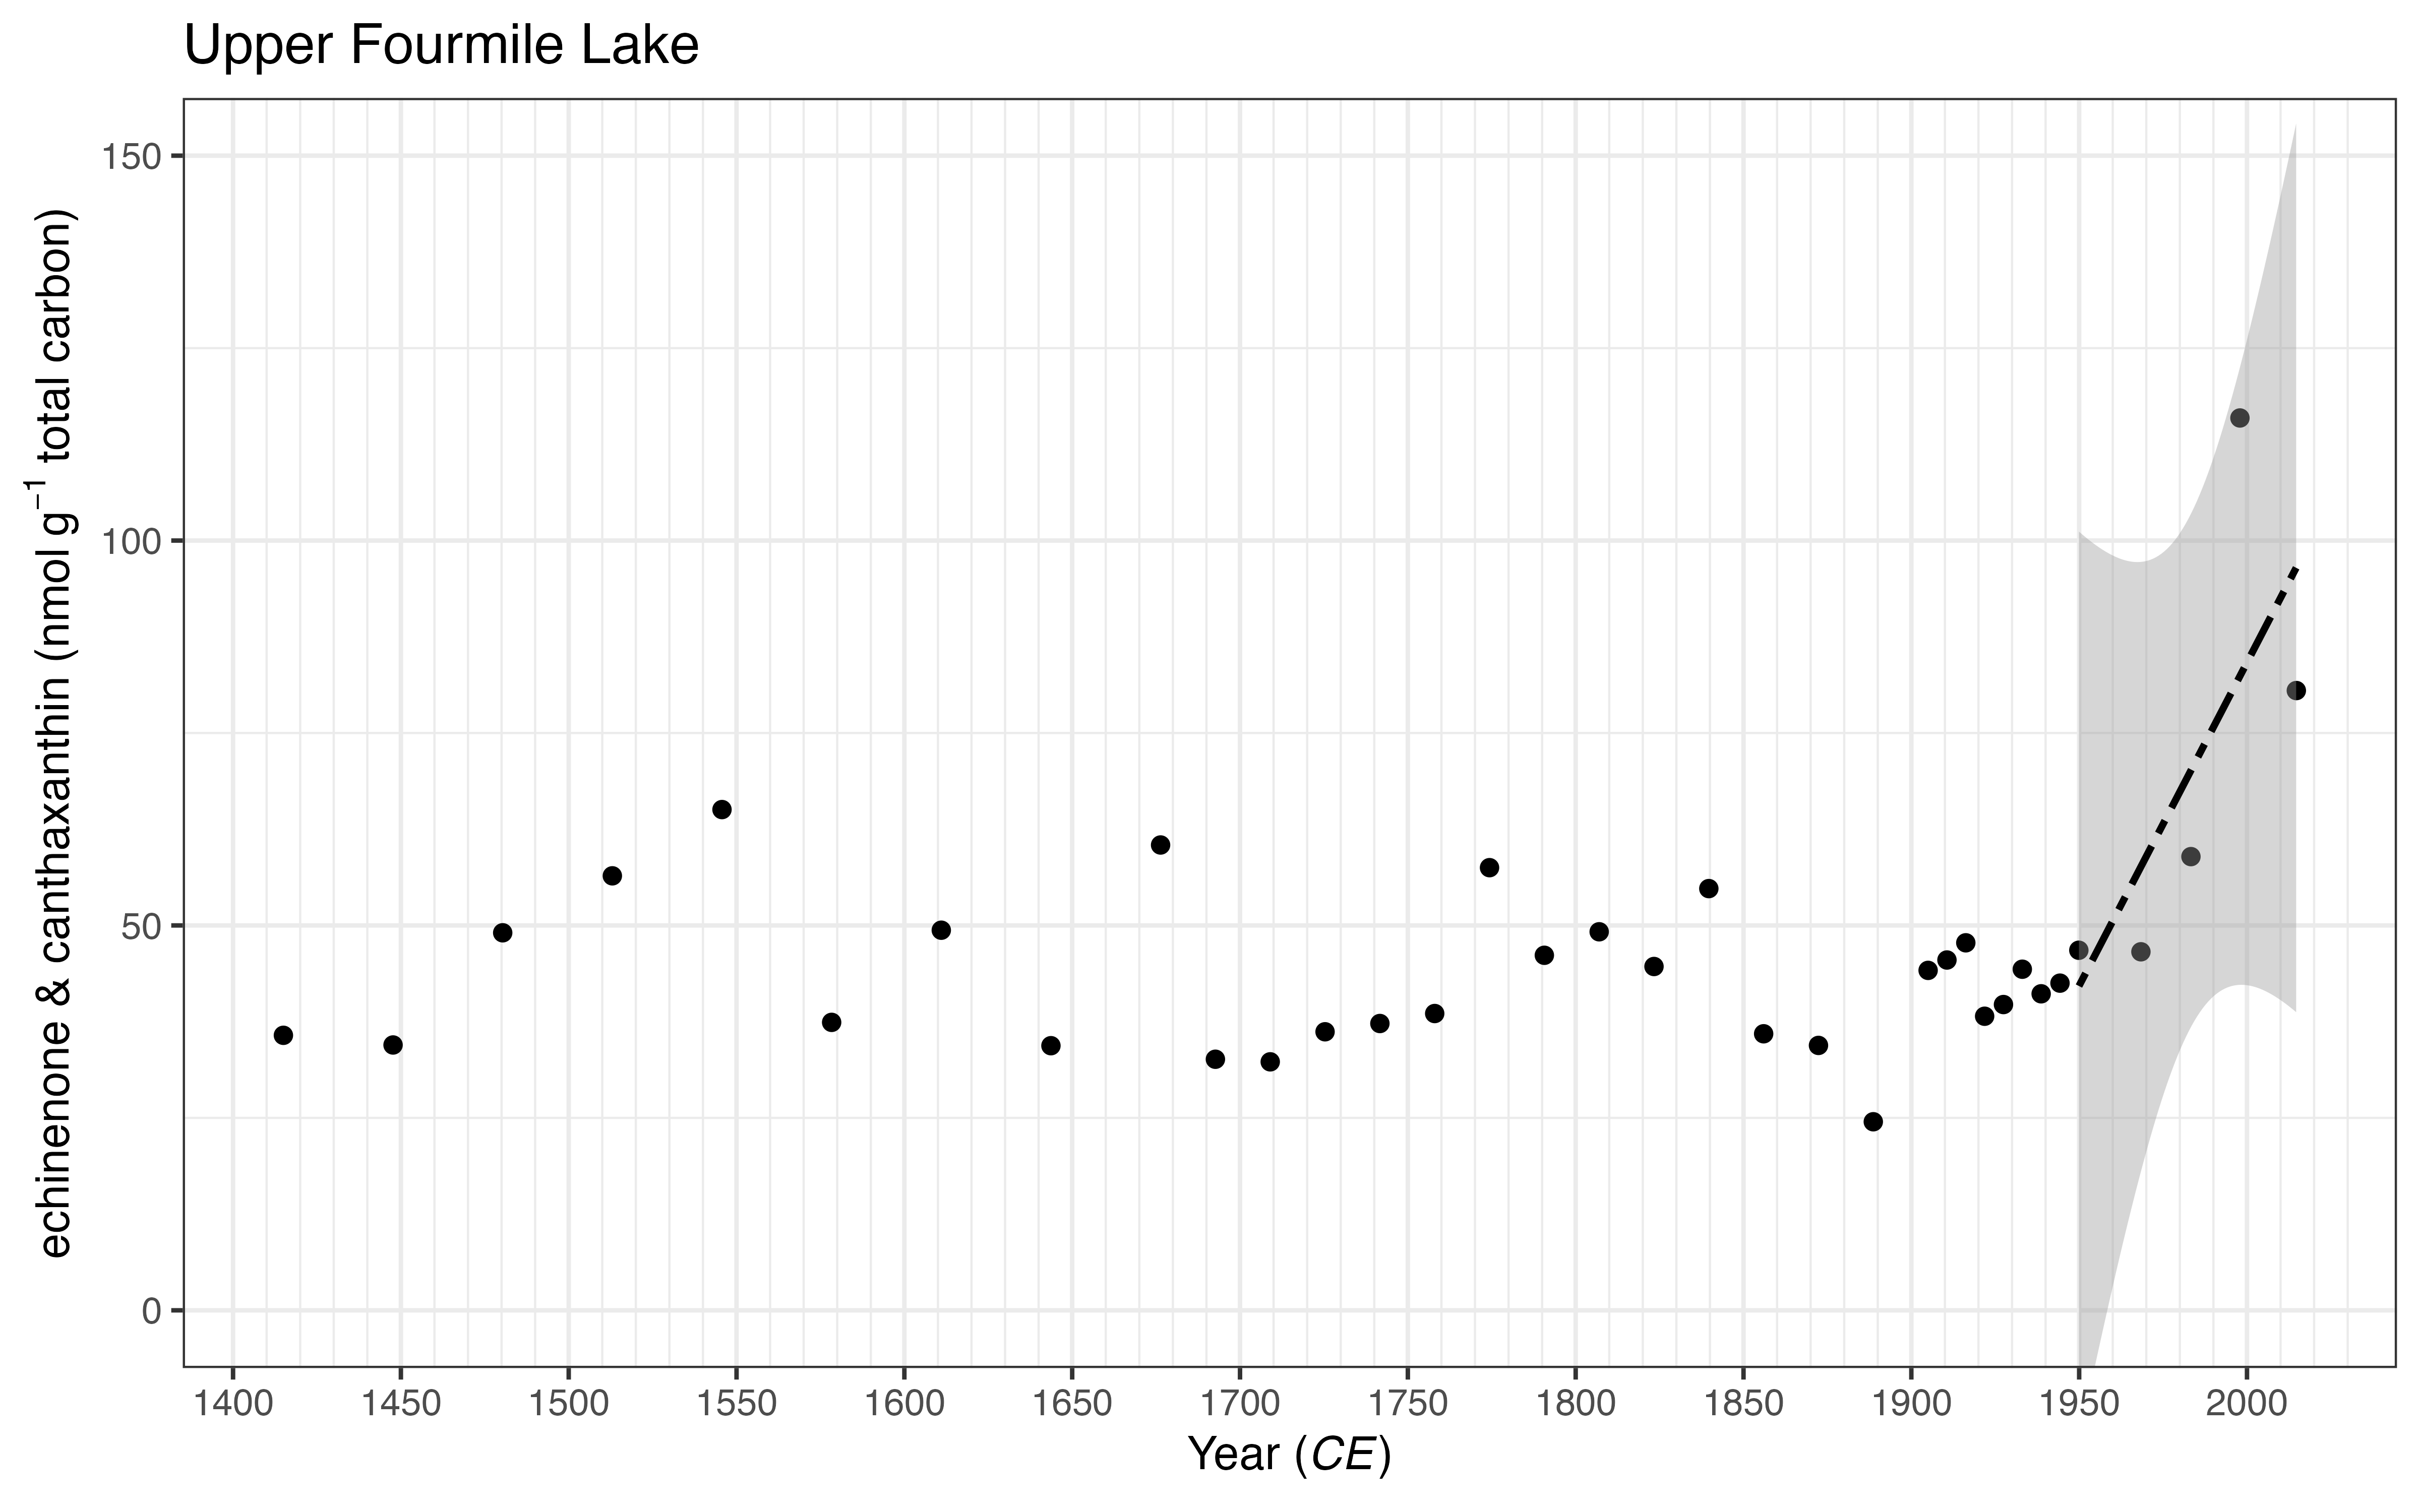 Upper Fourmile Lake
echinenone & canthaxanthin (nmol g⁻¹ total carbon)
150
100
50
0
1400 1450 1500 1550 1600 1650 1700 1750 1800 1850 1900 1950 2000
Year (CE)